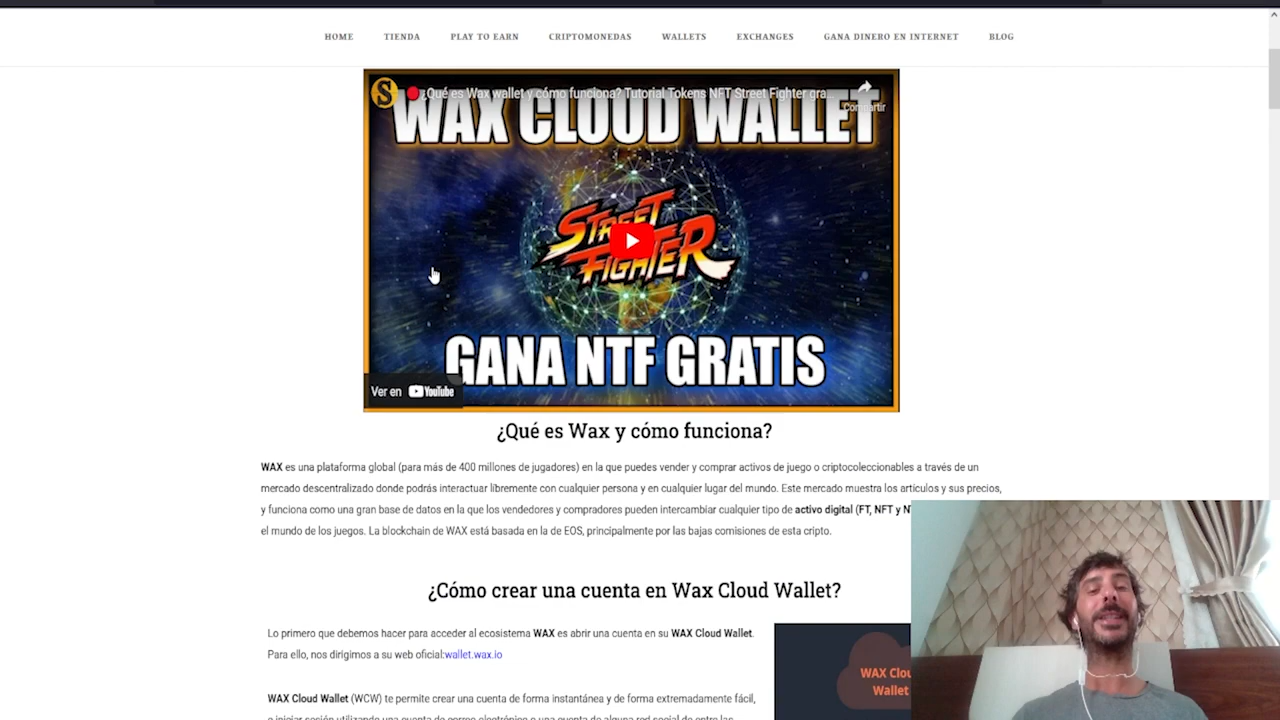 HOME TIENDA PLAY TO EARN CRIPTOMONEDAS WALLETS EXCHANGES GANA DINERO EN INTERNET BLOG
¿Qué es Wax wallet y cómo funciona? Tutorial Tokens NFT Street Fighter gra...
Compartir
WAX CLOUD WALLET
STREET
FIGHTER
GANA NTF GRATIS
Ver en YouTube
¿Qué es Wax y cómo funciona?
WAX es una plataforma global (para más de 400 millones de jugadores) en la que puedes vender y comprar activos de juego o criptocoleccionables a través de un
mercado descentralizado donde podrás interactuar líbremente con cualquier persona y en cualquier lugar del mundo. Este mercado muestra los artículos y sus precios,
y funciona como una gran base de datos en la que los vendedores y compradores pueden intercambiar cualquier tipo de activo digital (FT, NFT y
el mundo de los juegos. La blockchain de WAX está basada en la de EOS, principalmente por las bajas comisiones de esta cripto.
¿Cómo crear una cuenta en Wax Cloud Wallet?
Lo primero que debemos hacer para acceder al ecosistema WAX es abrir una cuenta en su WAX Cloud Wallet.
Para ello, nos dirigimos a su web oficial:wallet.wax.io
WAX Clou
Wallet
WAX Cloud Wallet (WCW) te permite crear una cuenta de forma instantánea y de forma extremadamente fácil,